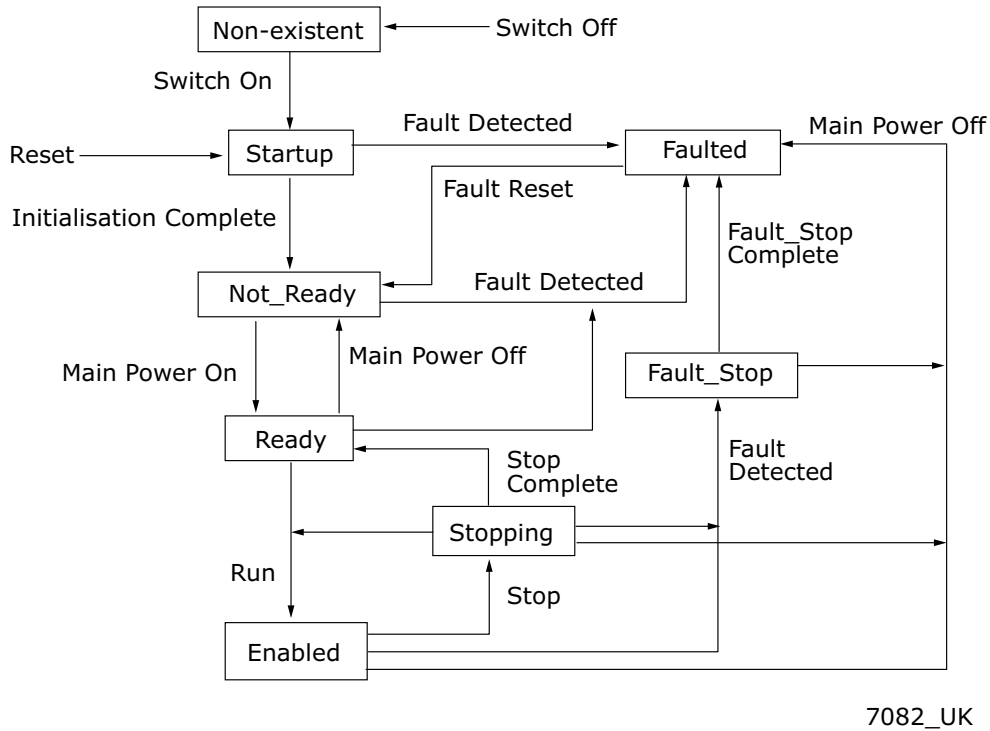 Non-existent
Switch Off
Switch On
Fault Detected
Main Power Off
Reset
Startup
Faulted
Fault Reset
Initialisation Complete
Fault_Stop
Complete
Fault Detected
Not_Ready
Main Power On
Main Power Off
Fault_Stop
Ready
Stop
Complete
Fault
Detected
Stopping
Run
Stop
Enabled
7082_UK